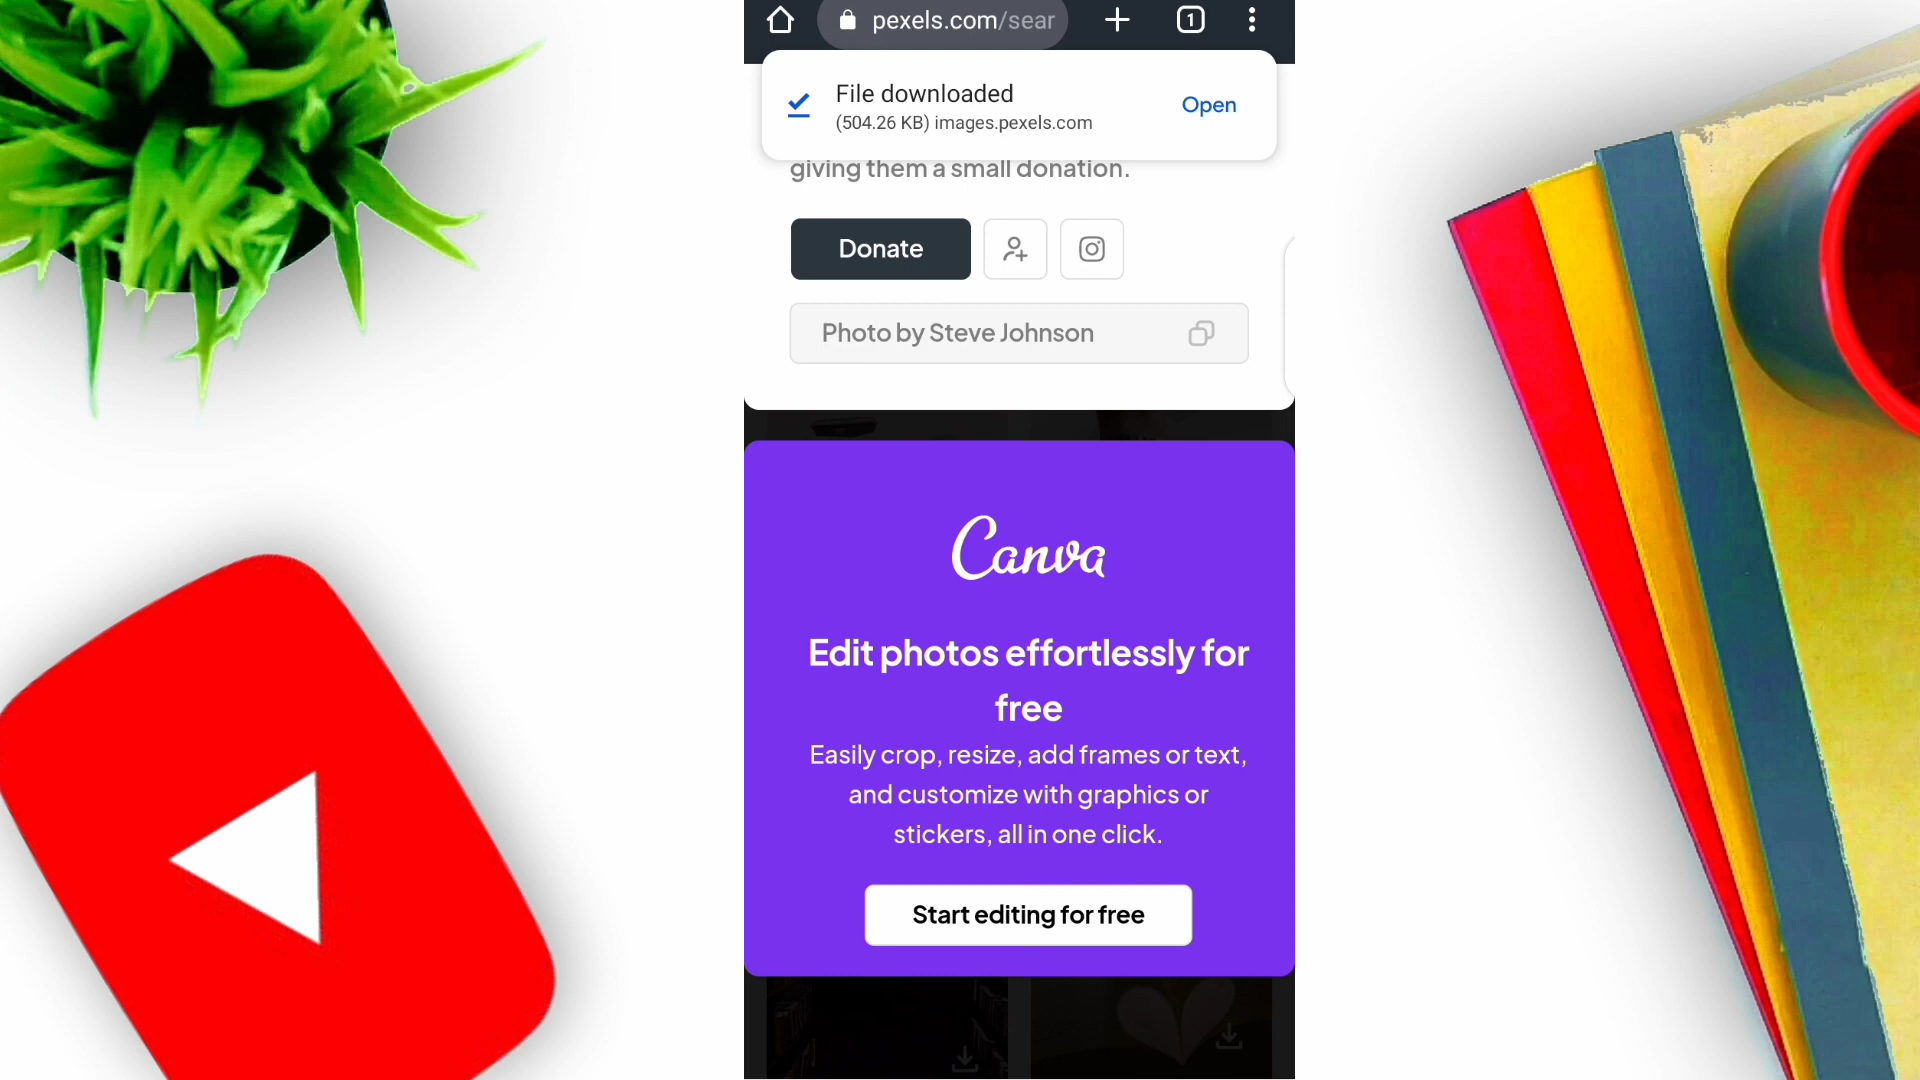 pexels.com/sear
1
File downloaded
Open
(504.26 KB) images.pexels.com
giving them a small donation.
Donate
Photo by Steve Johnson
Canva
Edit photos effortlessly for
free
Easily crop, resize, add frames or text,
and customize with graphics or
stickers, all in one click.
Start editing for free